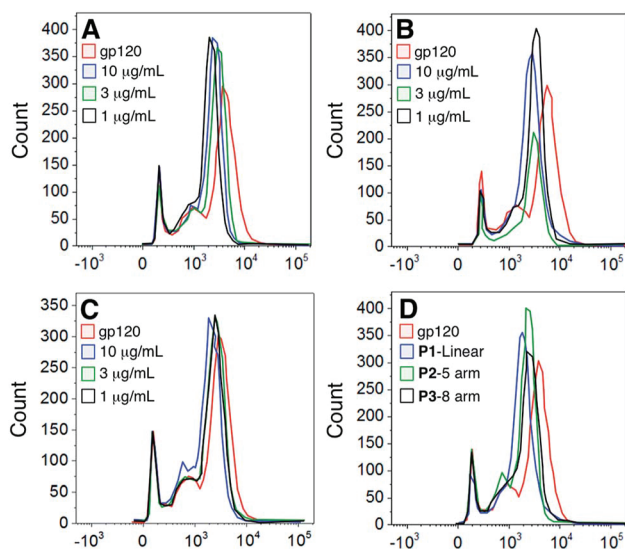 A
gp120
10 μg/mL
3 μg/mL
1 μg/mL
Count
400
350
300
250
200
150
100
50
0
-10³ 0 10³ 10⁴ 10⁵
B
gp120
10 μg/mL
3 μg/mL
1 μg/mL
Count
400
350
300
250
200
150
100
50
0
-10³ 0 10³ 10⁴ 10⁵
C
gp120
10 μg/mL
3 μg/mL
1 μg/mL
Count
350
300
250
200
150
100
50
0
-10³ 0 10³ 10⁴ 10⁵
D
gp120
P1-Linear
P2-5 arm
P3-8 arm
Count
400
350
300
250
200
150
100
50
0
-10³ 0 10³ 10⁴ 10⁵